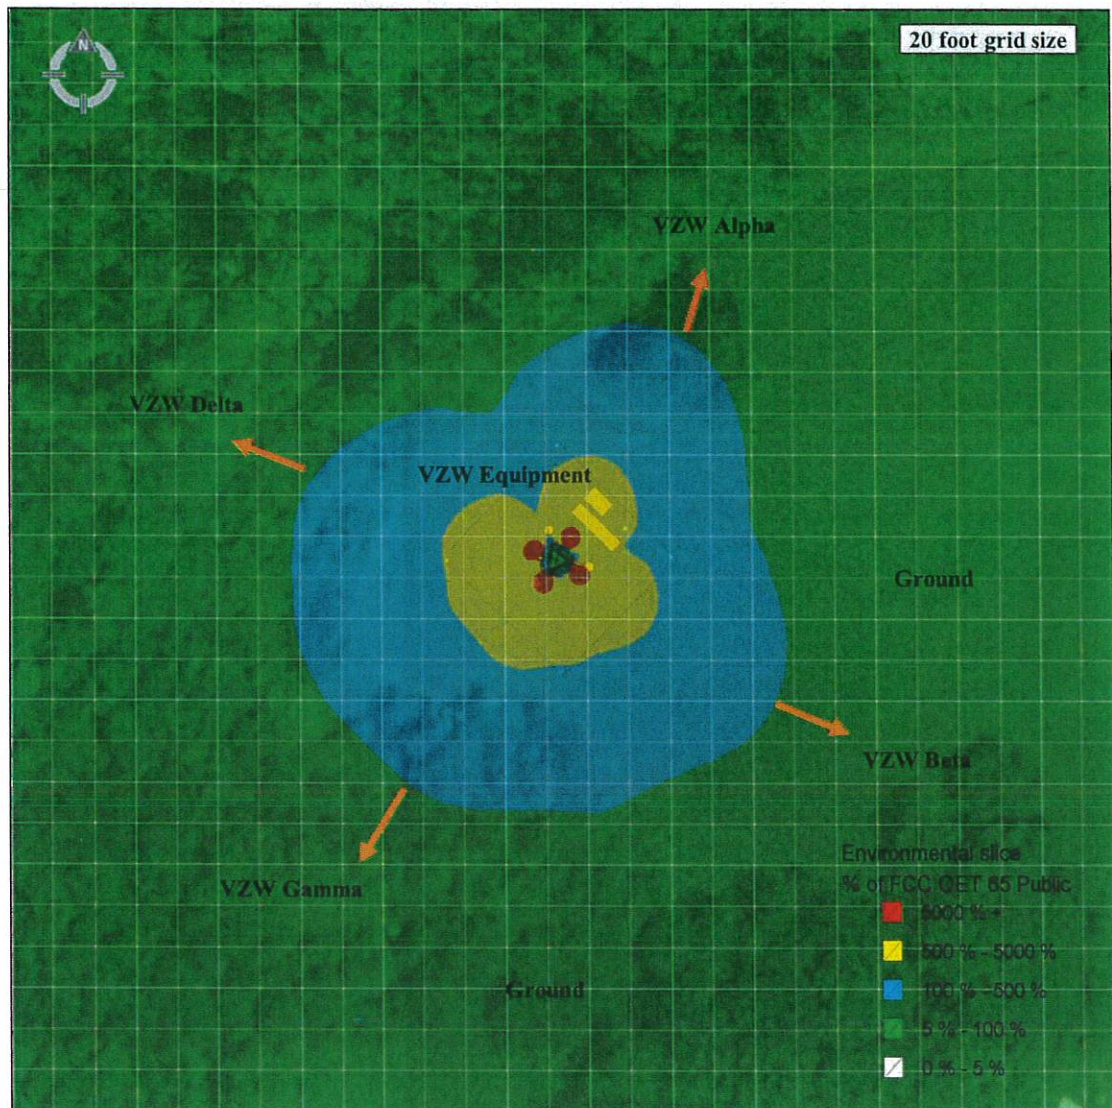 N
20 foot grid size
VZW Alpha
VZW Delta
VZW Equipment
Ground
VZW Beta
VZW Gamma
Environmental slice
% of FCC OET 65 Public
5000 % +
500 % - 5000 %
100 % - 500 %
Ground
5 % - 100 %
0 % - 5 %